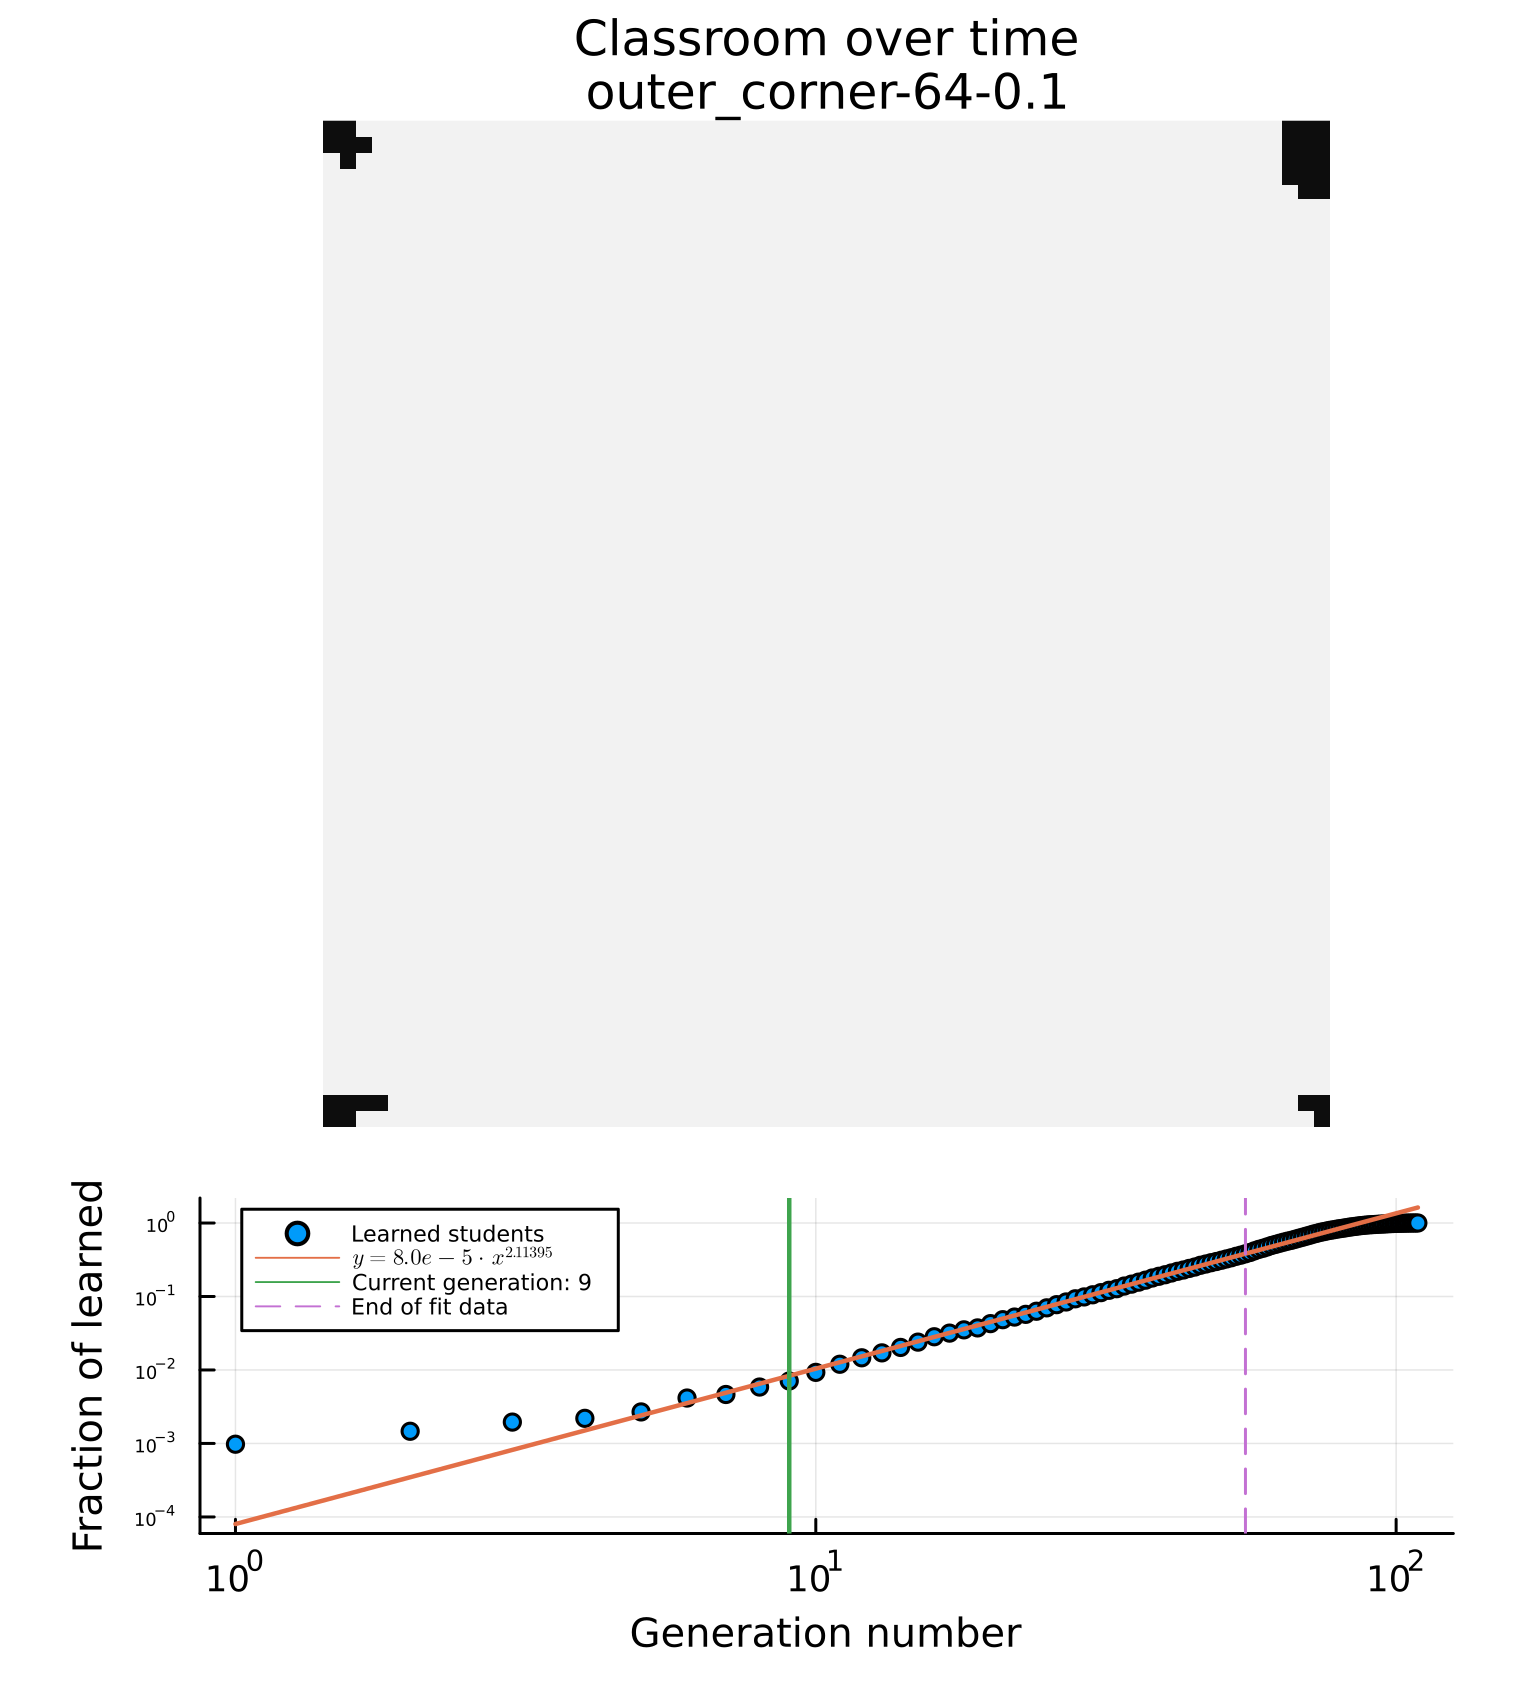 Classroom over time
outer_corner-64-0.1
Fraction of learned
10^0
10^-1
10^-2
10^-3
10^-4
Learned students
y = 8.0e − 5 · x^2.11395
Current generation: 9
End of fit data
10^0 10^1 10^2
Generation number